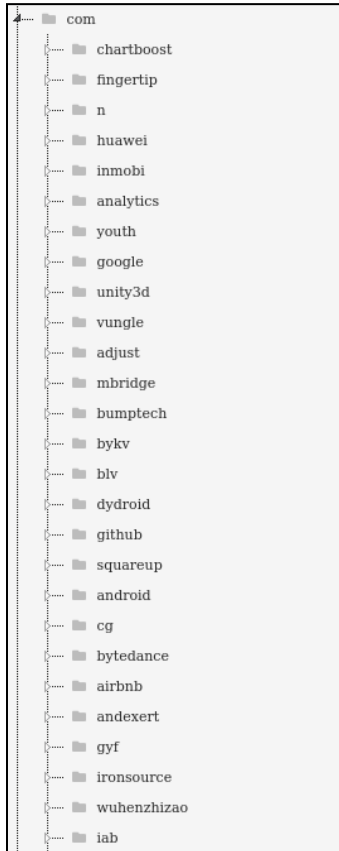 com
chartboost
fingertip
n
huawei
inmobi
analytics
youth
google
unity3d
vungle
adjust
mbridge
bumptech
bykv
blv
dydroid
github
squareup
android
cg
bytedance
airbnb
andexert
gyf
ironsource
wuhenzhizao
iab